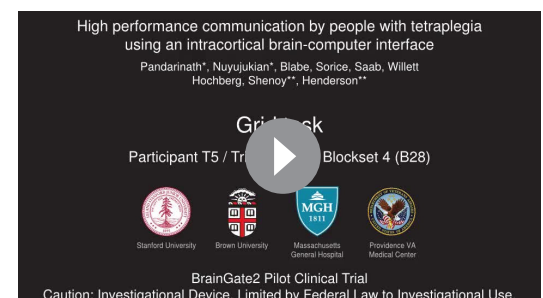 High performance communication by people with tetraplegia
using an intracortical brain-computer interface
Pandarinath*, Nuyujukian*, Blabe, Sorice, Saab, Willett
Hochberg, Shenoy**, Henderson**
Participant T5 / Blockset 4 (B28)
MGH
1811
Stanford University
Brown University
Massachusetts
General Hospital
Providence VA
Medical Center
BrainGate2 Pilot Clinical Trial
Caution: Investigational Device. Limited by Federal Law to Investigational Use